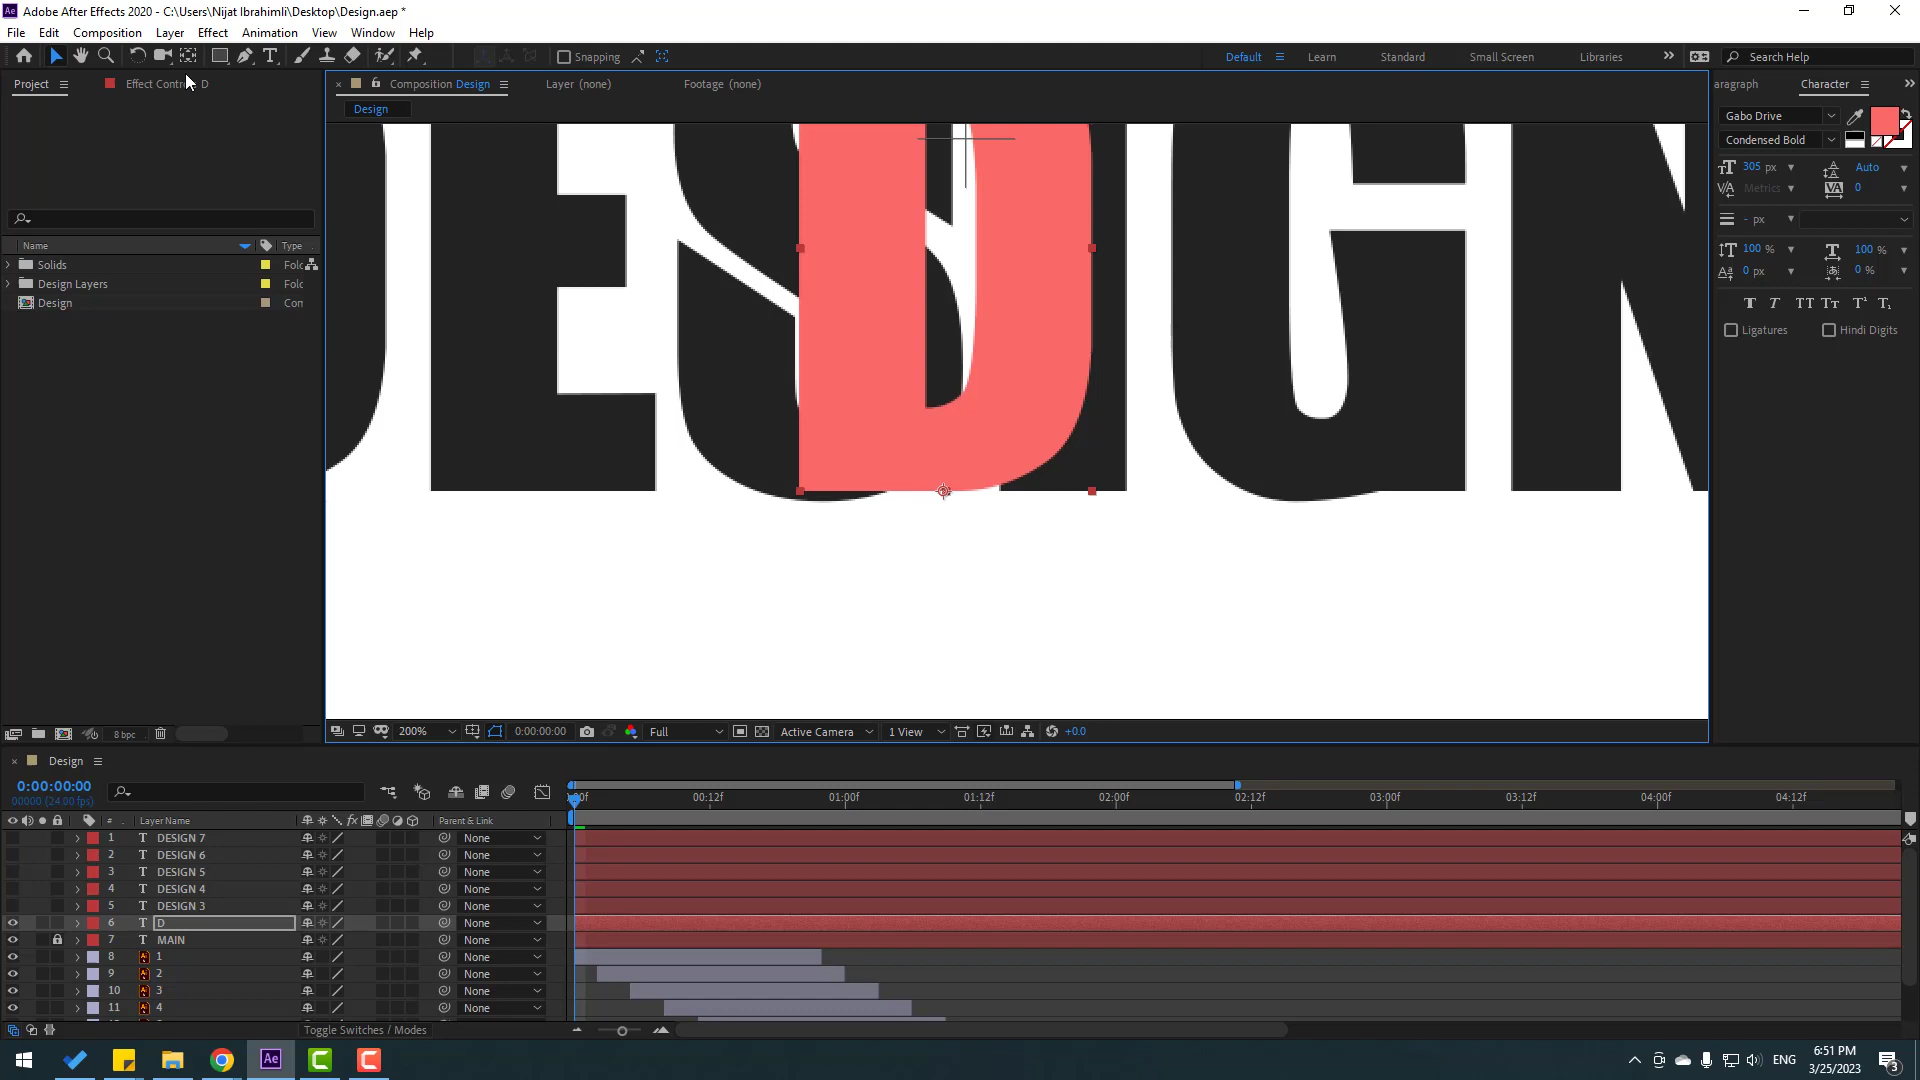 Adobe After Effects 2020 - C:\Users\Nijat Ibrahimli\Desktop\Design.aep *
File Edit Composition Layer Effect Animation View Window Help
Snapping
Default Learn Standard Small Screen Libraries Search Help
Project Effect Contr D
Composition Design Layer (none) Footage (none)
Design
aragraph Character
Gabo Drive
Condensed Bold
305 px Auto
Metrics 0
- px
100 % 100 %
0 px 0 %
T T TT Tt T¹ T₁
Ligatures Hindi Digits
Name Type
Solids Folc
Design Layers Folc
Design Con
DESIGN
D
8 bpc
200% 0:00:00:00 Full Active Camera 1 View +0.0
Design
0:00:00:00
00000 (24.00 fps)
:00f 00:12f 01:00f 01:12f 02:00f 02:12f 03:00f 03:12f 04:00f 04:12f
# Layer Name Parent & Link
1 T DESIGN 7 None
2 T DESIGN 6 None
3 T DESIGN 5 None
4 T DESIGN 4 None
5 T DESIGN 3 None
6 T D None
7 T MAIN None
8 1 None
9 2 None
10 3 None
11 4 None
Toggle Switches / Modes
ENG
6:51 PM
3/25/2023
3